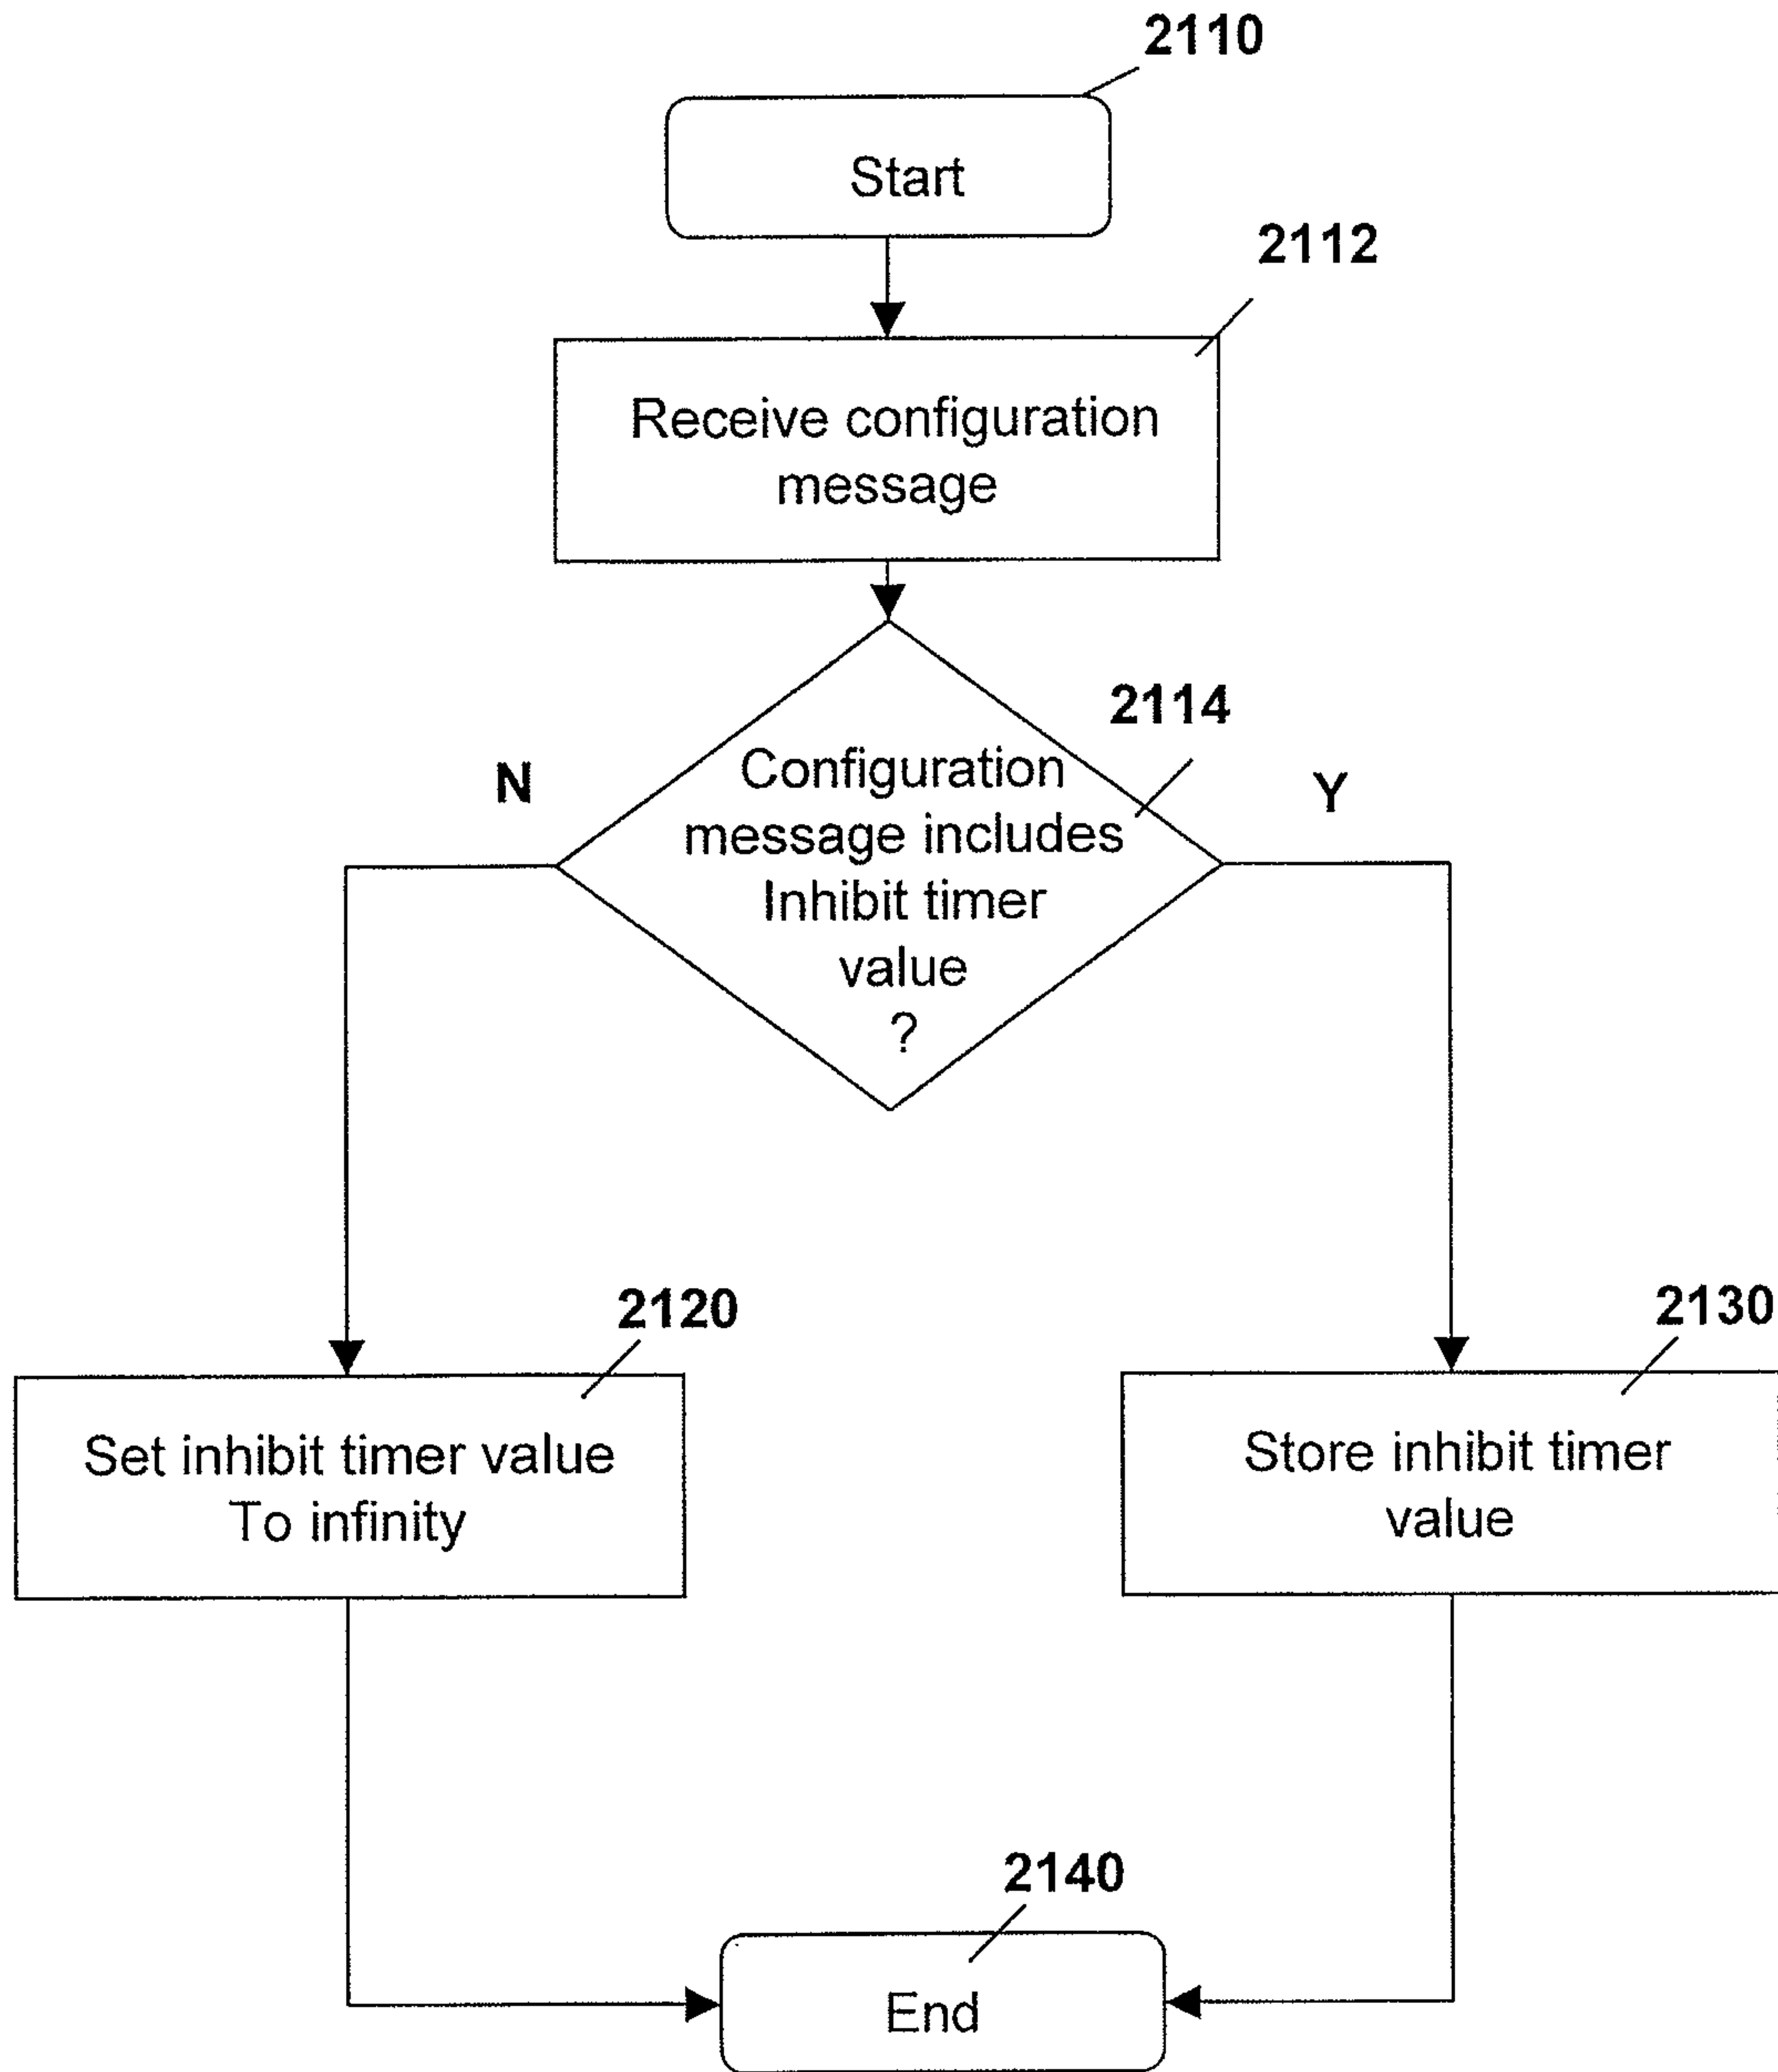 2110
Start
2112
Receive configuration
message
2114
N
Configuration
message includes
Inhibit timer
value
?
Y
2120
Set inhibit timer value
To infinity
2130
Store inhibit timer
value
2140
End